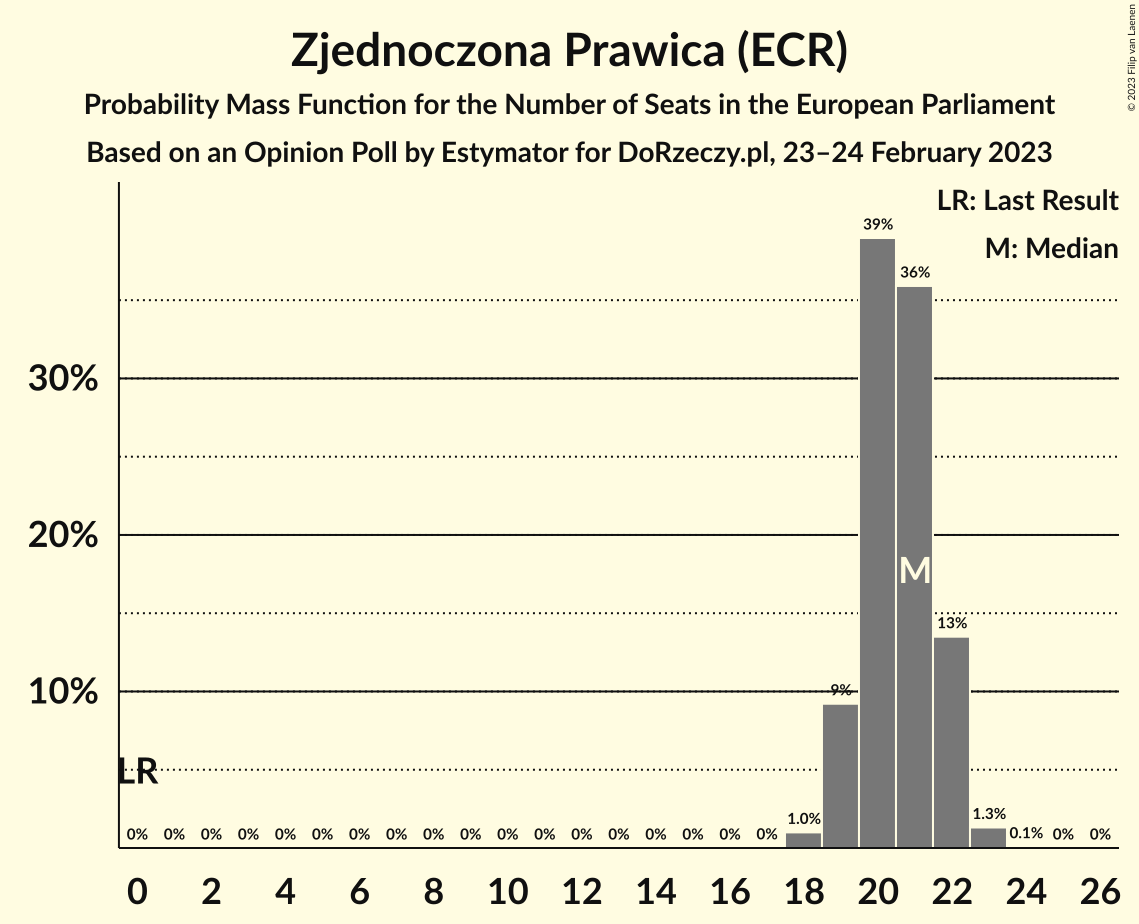 Zjednoczona Prawica (ECR)
Probability Mass Function for the Number of Seats in the European Parliament
Based on an Opinion Poll by Estymator for DoRzeczy.pl, 23–24 February 2023
© 2023 Filip van Laenen
LR: Last Result
M: Median
39%
36%
30%
20%
M
13%
10%
9%
LR
0% 0% 0% 0% 0% 0% 0% 0% 0% 0% 0% 0% 0% 0% 0% 0% 0% 0% 1.0% 1.3% 0.1% 0% 0%
0 2 4 6 8 10 12 14 16 18 20 22 24 26